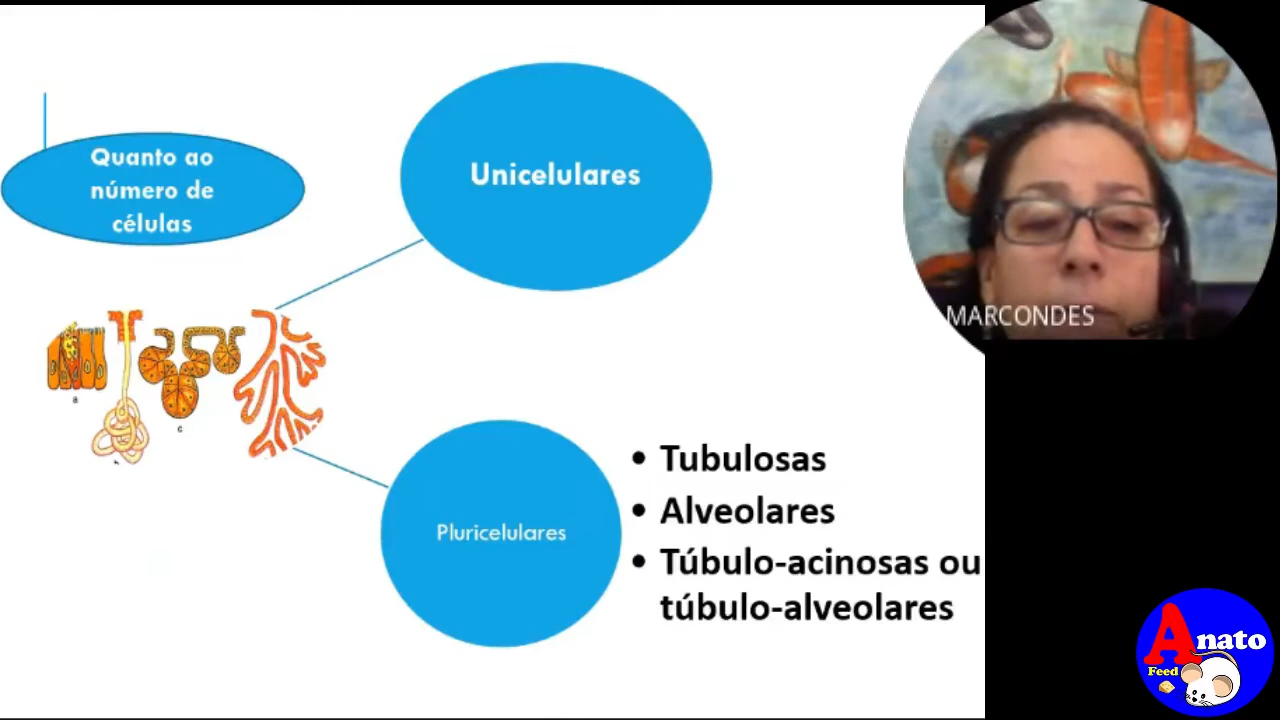 Quanto ao
número de
células
Unicelulares
Pluricelulares
• Tubulosas
• Alveolares
• Túbulo-acinosas ou
túbulo-alveolares
MARCONDES
Anato
Feed